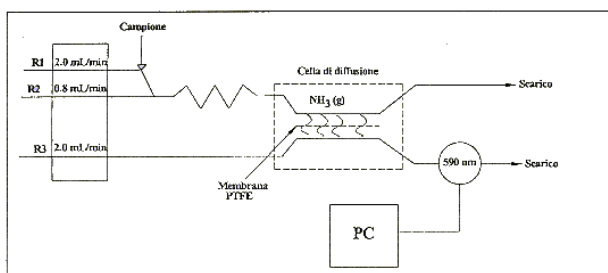 Campione
R1 2.0 mL/min
R2 0.8 mL/min
R3 2.0 mL/min
Cella di diffusione
NH3 (g)
Membrana
PTFE
Scarico
590 nm
Scarico
PC